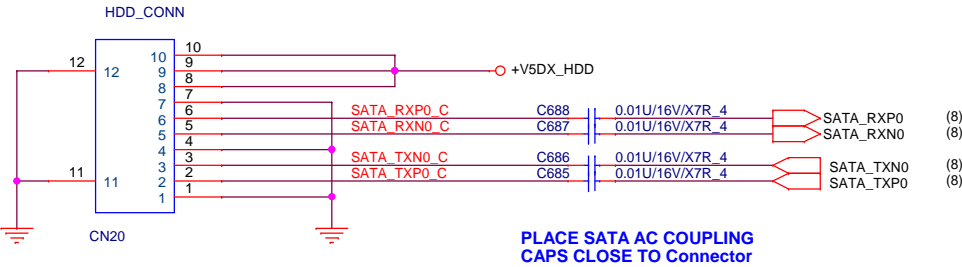 HDD_CONN
10
10
9
9
+V5DX_HDD
12
12
8
8
7
7
6
6
SATA_RXP0_C
C688
0.01U/16V/X7R_4
SATA_RXP0
(8)
5
5
SATA_RXN0_C
C687
0.01U/16V/X7R_4
SATA_RXN0
(8)
4
4
3
3
SATA_TXN0_C
C686
0.01U/16V/X7R_4
SATA_TXN0
(8)
11
11
2
2
SATA_TXP0_C
C685
0.01U/16V/X7R_4
SATA_TXP0
(8)
1
1
CN20
PLACE SATA AC COUPLING
CAPS CLOSE TO Connector